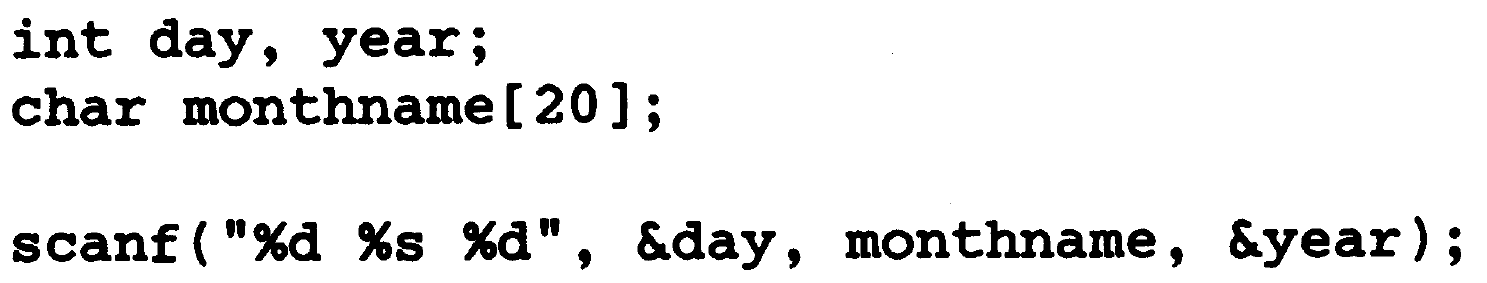 int day, year;
char monthname[20];
scanf("%d %s %d", &day, monthname, &year);